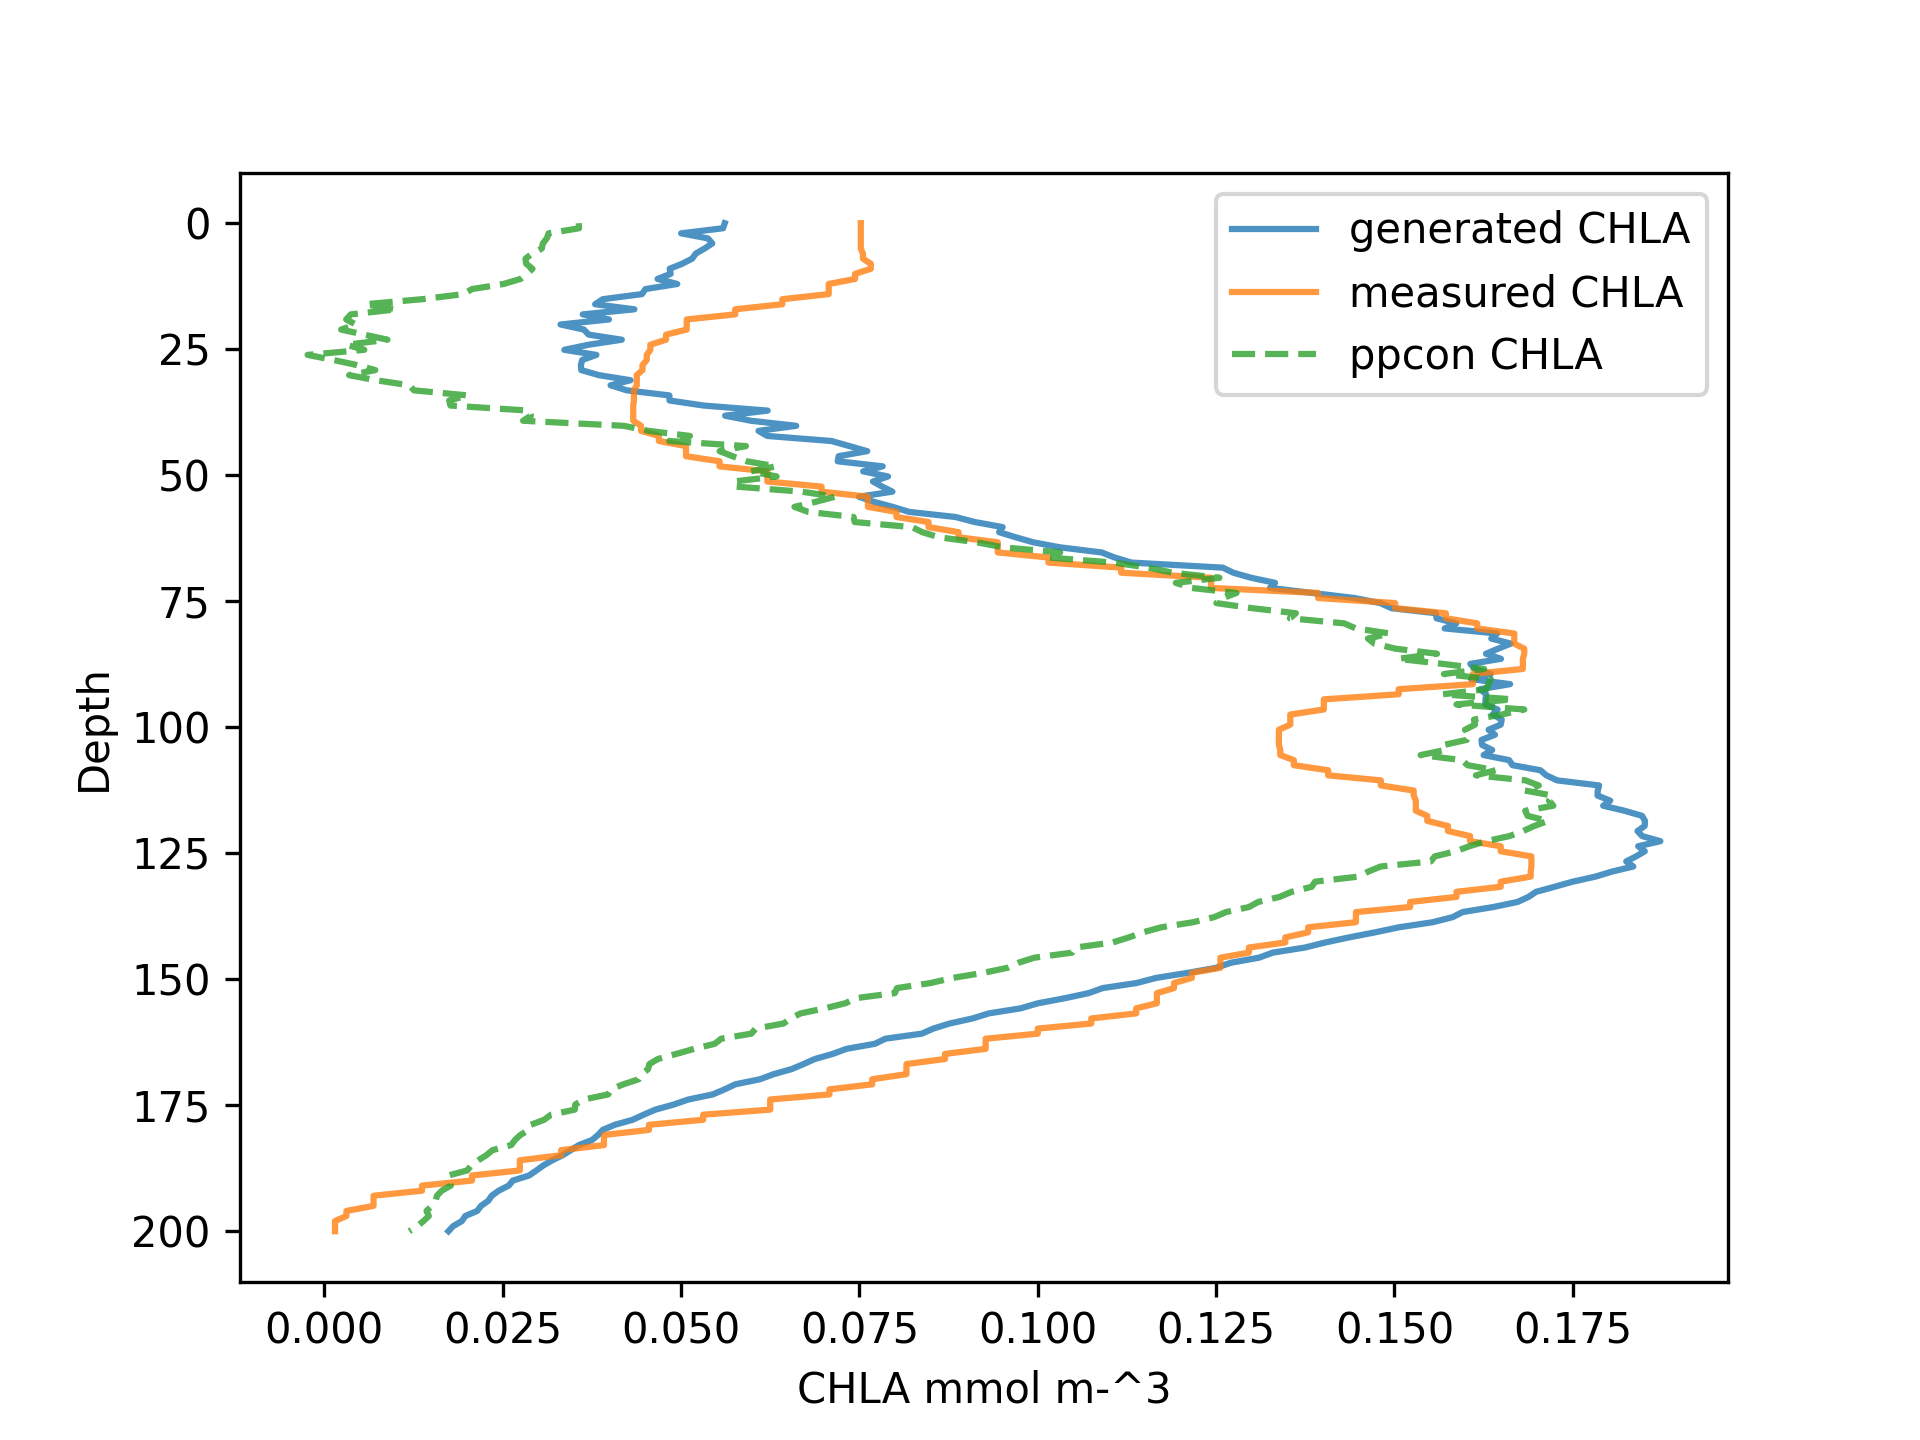 generated CHLA
measured CHLA
ppcon CHLA
0
25
50
75
100
125
150
175
200
Depth
0.000 0.025 0.050 0.075 0.100 0.125 0.150 0.175
CHLA mmol m-^3